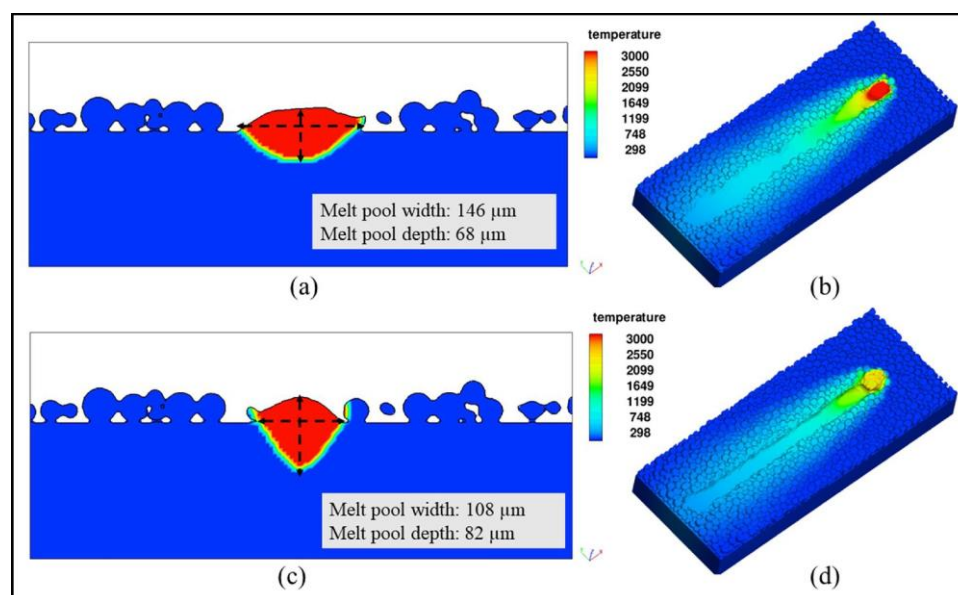 temperature
3000
2550
2099
1649
1199
748
298
Melt pool width: 146 µm
Melt pool depth: 68 µm
(a)
(b)
temperature
3000
2550
2099
1649
1199
748
298
Melt pool width: 108 µm
Melt pool depth: 82 µm
(c)
(d)